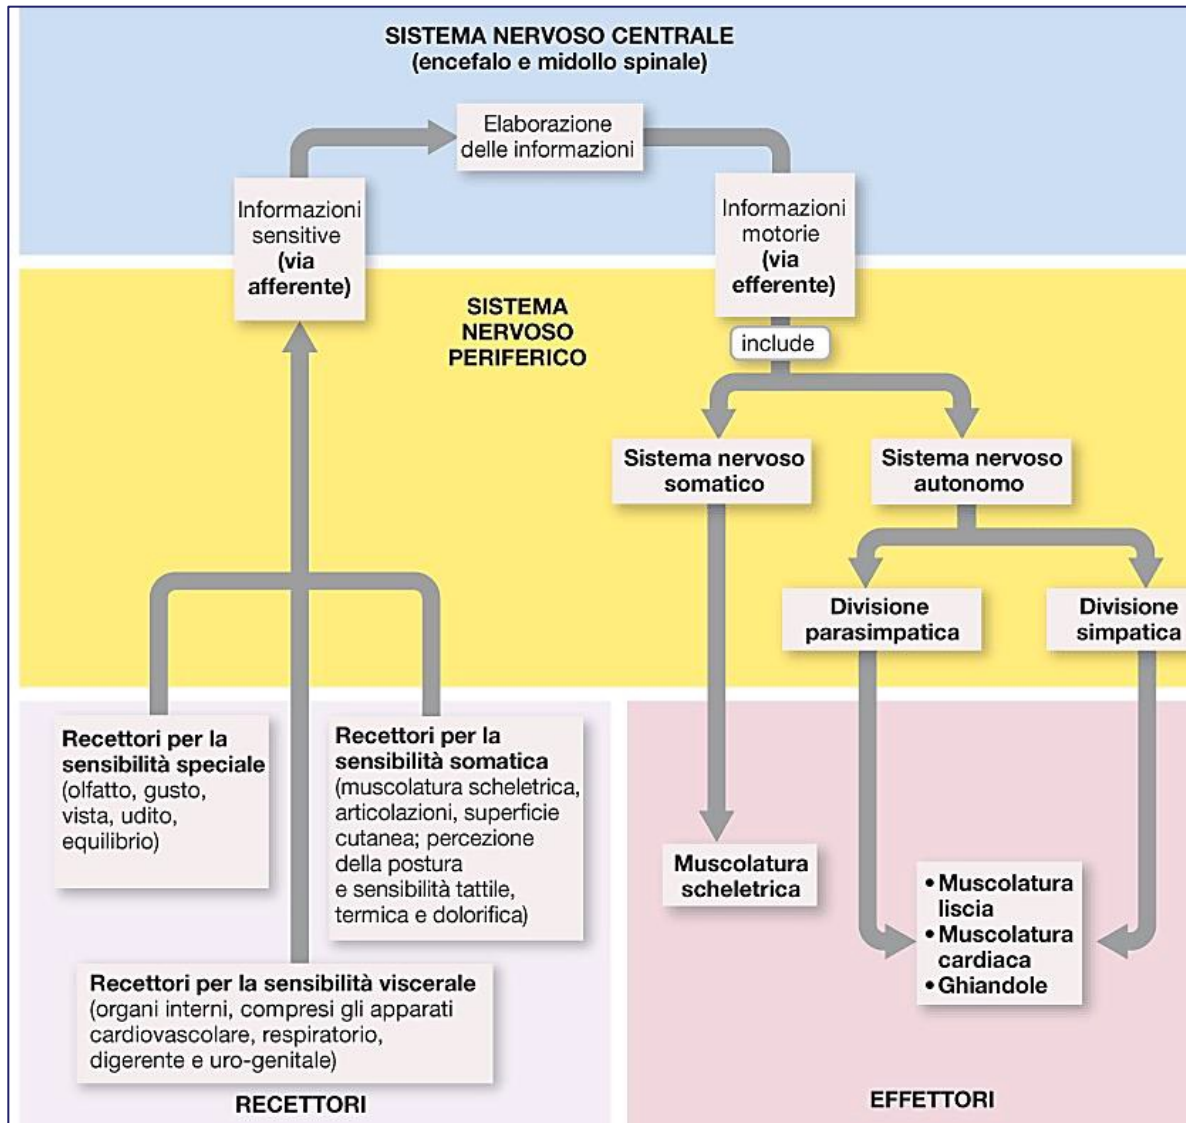 SISTEMA NERVOSO CENTRALE
(encefalo e midollo spinale)
Elaborazione
delle informazioni
Informazioni
sensitive
(via
afferente)
Informazioni
motorie
(via
efferente)
SISTEMA
NERVOSO
PERIFERICO
include
Sistema nervoso
somatico
Sistema nervoso
autonomo
Divisione
parasimpatica
Divisione
simpatica
Recettori per la
sensibilità speciale
(olfatto, gusto,
vista, udito,
equilibrio)
Recettori per la
sensibilità somatica
(muscolatura scheletrica,
articolazioni, superficie
cutanea; percezione
della postura
e sensibilità tattile,
termica e dolorifica)
Recettori per la sensibilità viscerale
(organi interni, compresi gli apparati
cardiovascolare, respiratorio,
digerente e uro-genitale)
RECETTORI
Muscolatura
scheletrica
• Muscolatura
liscia
• Muscolatura
cardiaca
• Ghiandole
EFFETTORI